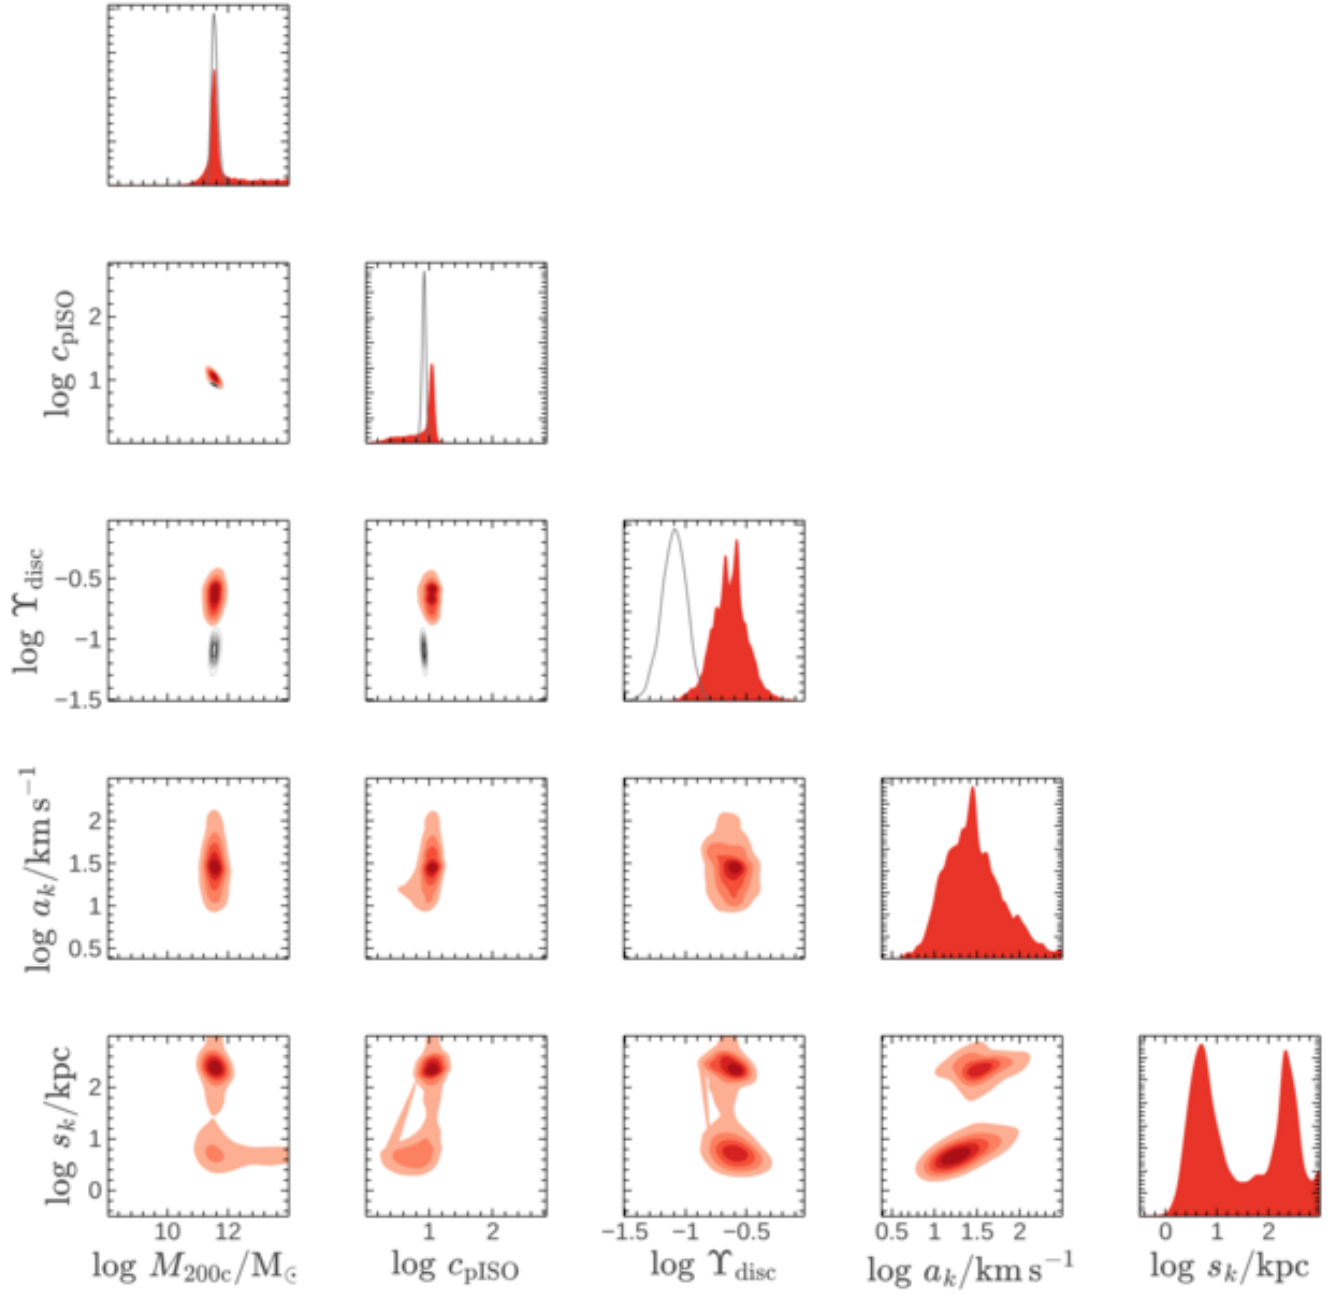 log c_pISO
2
1
log ϒ_disc
−0.5
−1
−1.5
log a_k/km s^−1
2
1.5
1
0.5
log s_k/kpc
2
1
0
10 12
1 2
−1.5 −1 −0.5
0.5 1 1.5 2
0 1 2
log M_200c/M_⊙
log c_pISO
log ϒ_disc
log a_k/km s^−1
log s_k/kpc